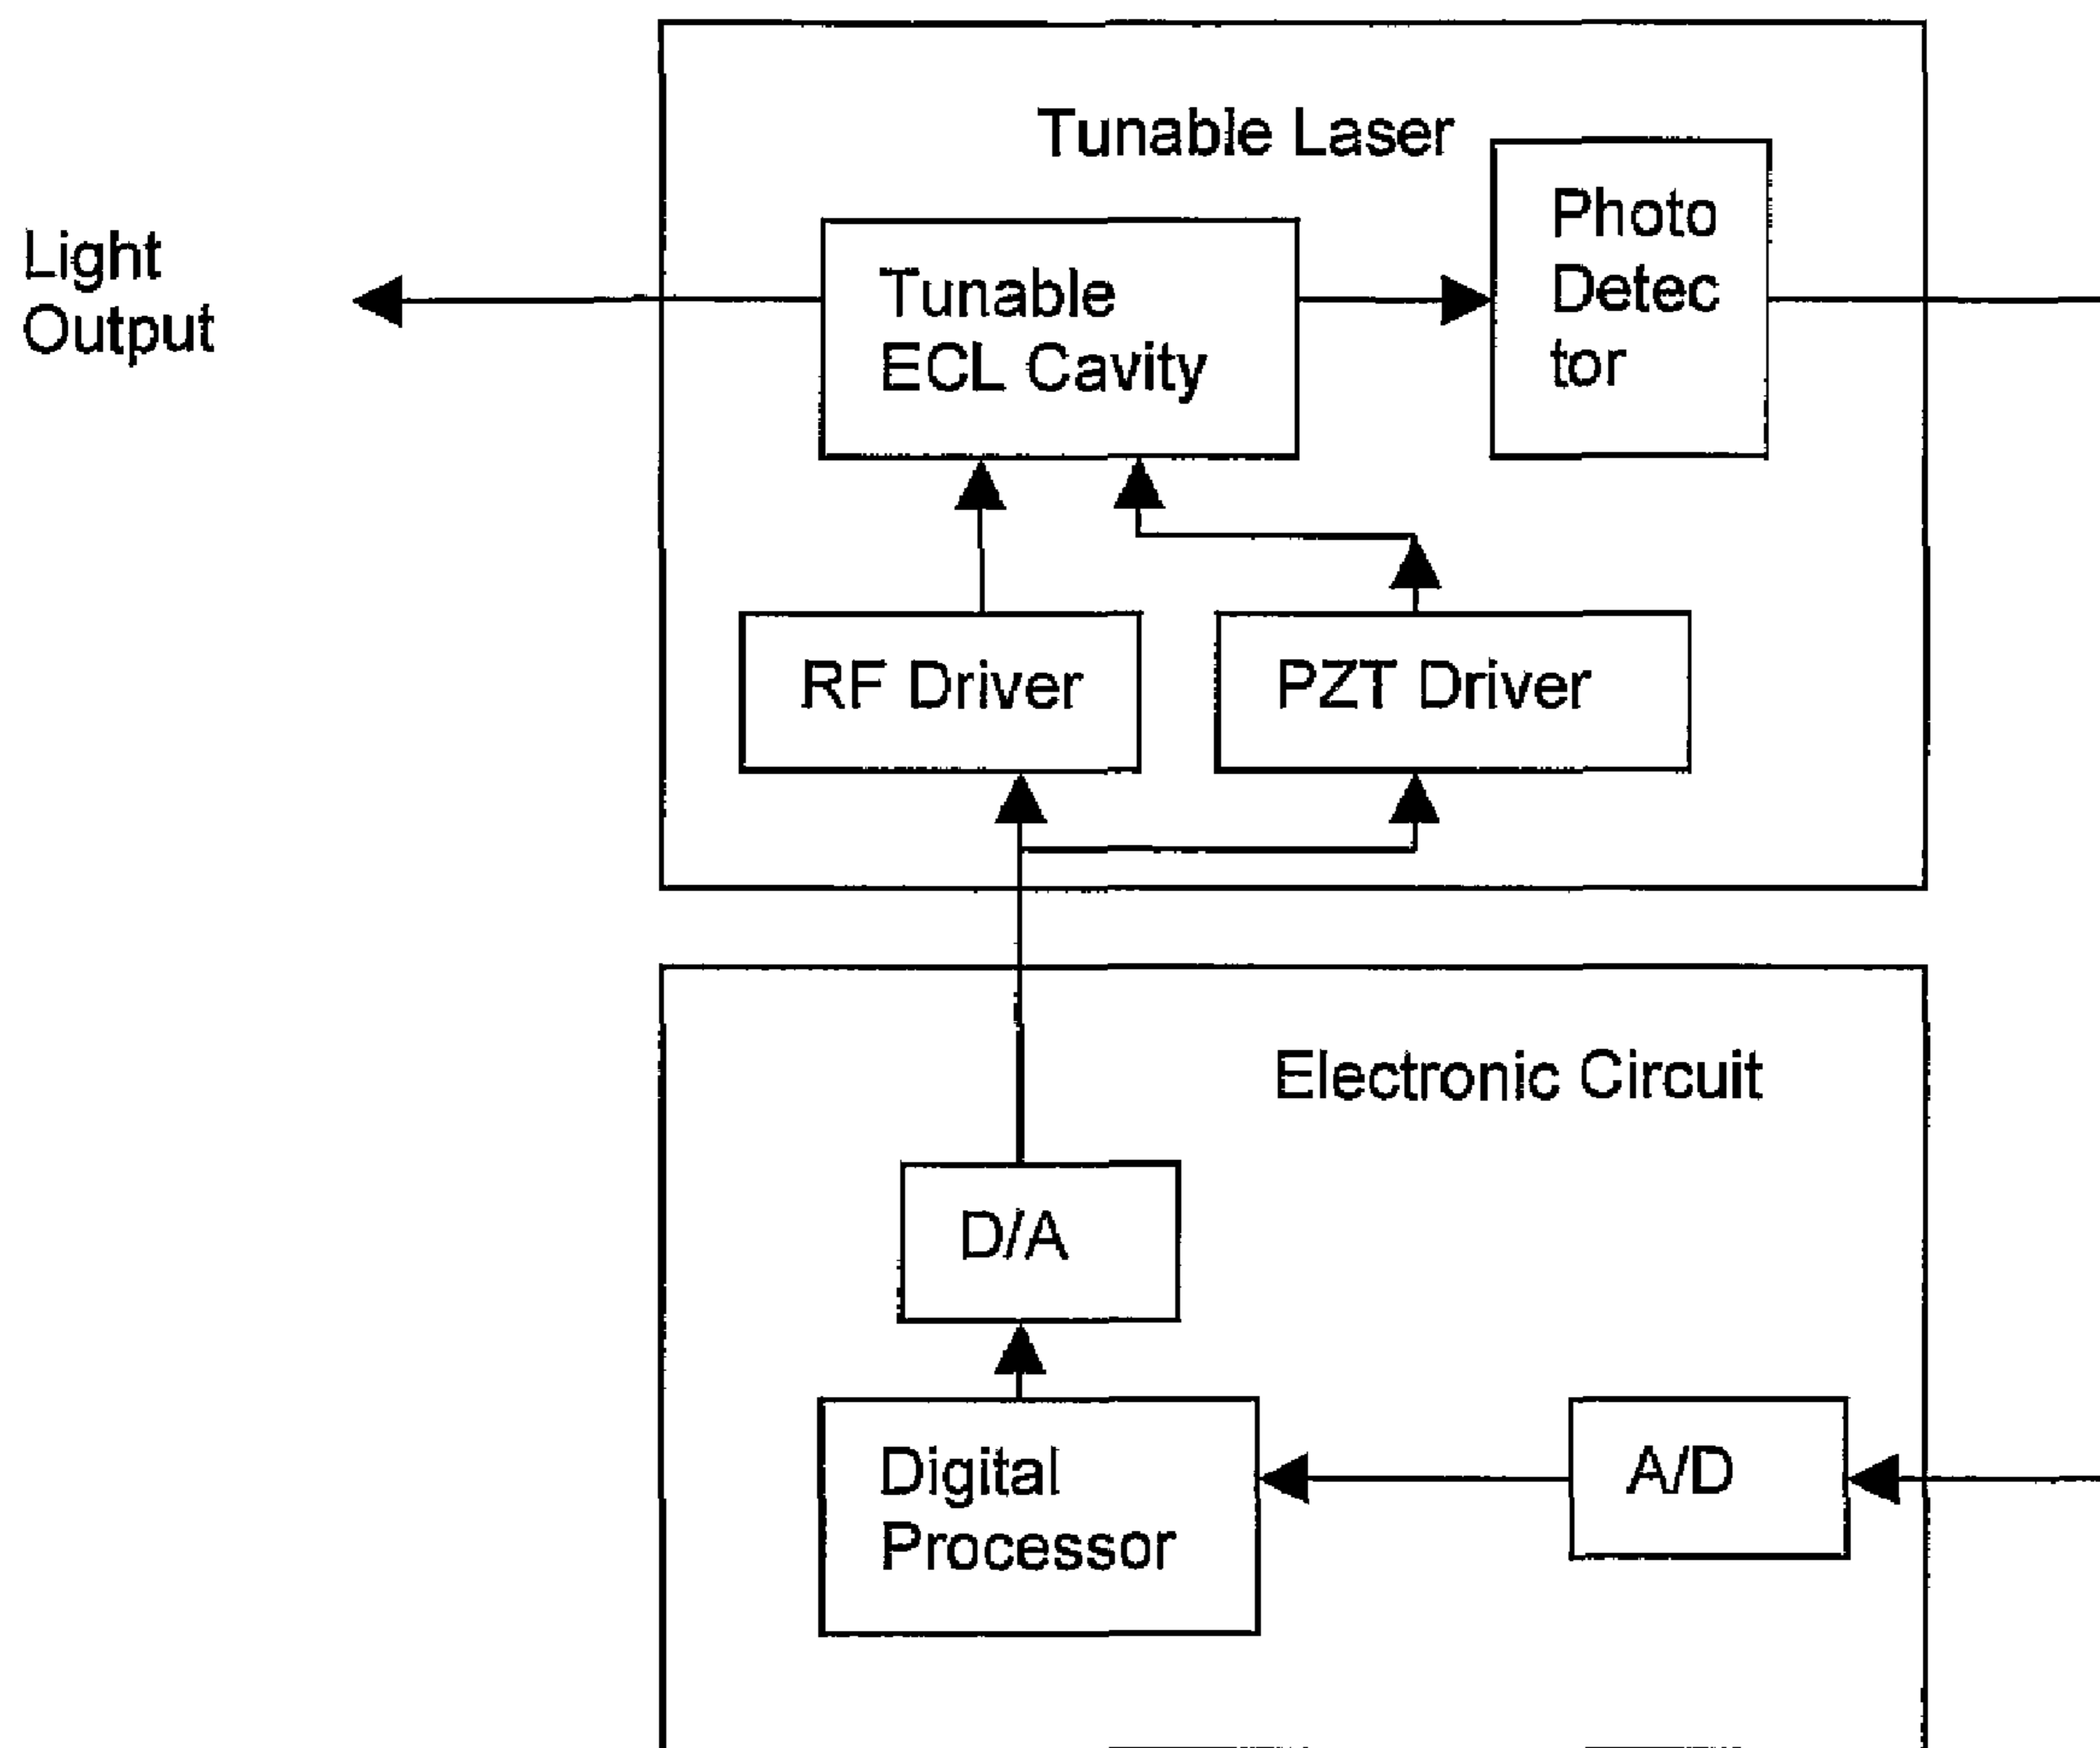 Tunable Laser
Light
Output
Tunable
ECL Cavity
Photo
Detec
tor
RF Driver
PZT Driver
Electronic Circuit
D/A
Digital
Processor
A/D